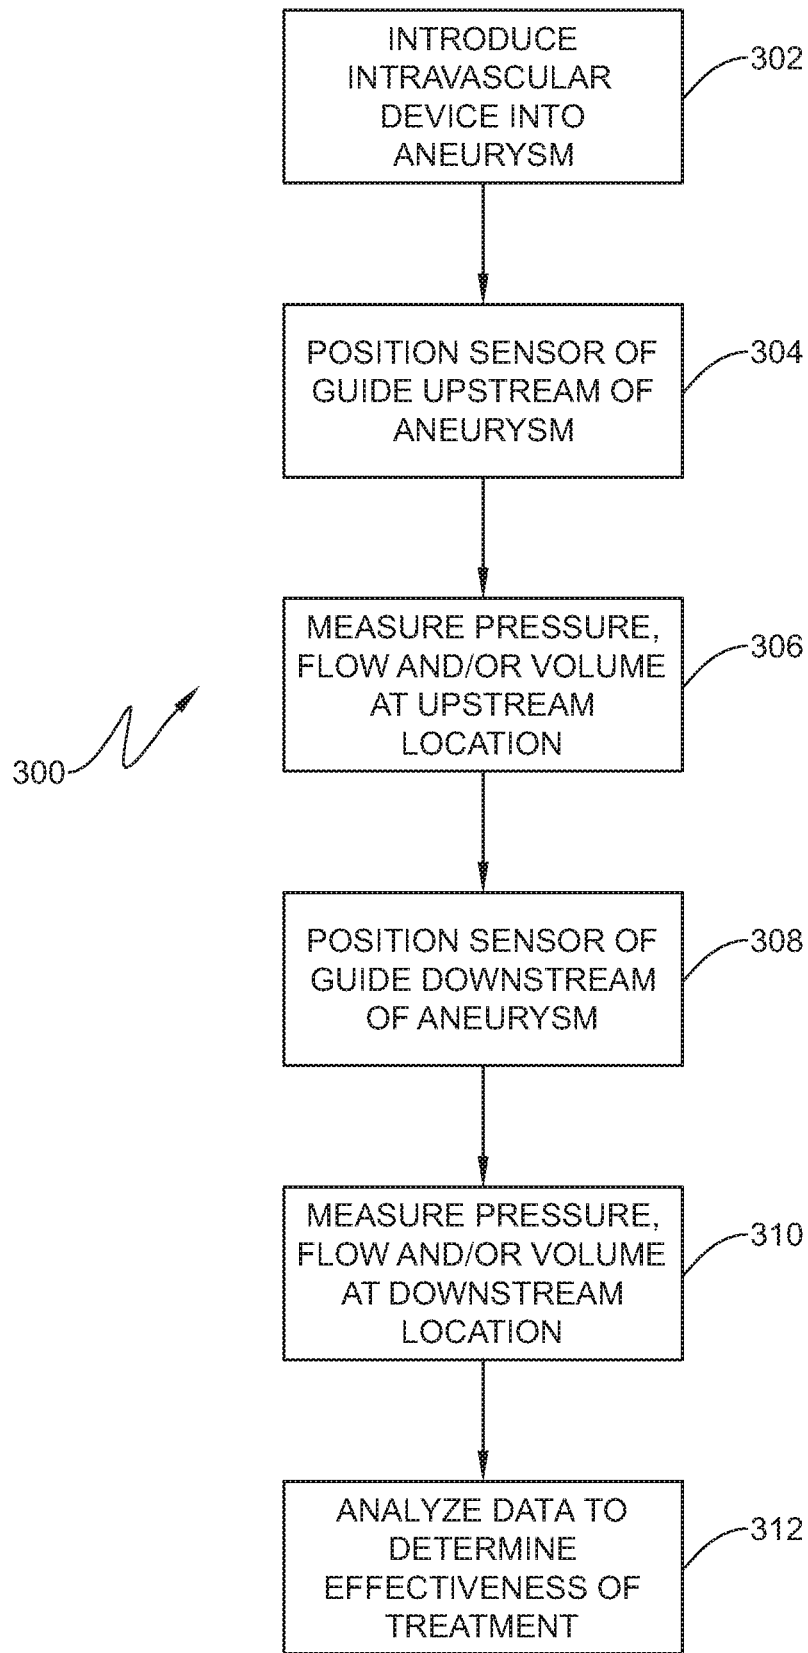 INTRODUCE
INTRAVASCULAR
DEVICE INTO
ANEURYSM
302
POSITION SENSOR OF
GUIDE UPSTREAM OF
ANEURYSM
304
MEASURE PRESSURE,
FLOW AND/OR VOLUME
AT UPSTREAM
LOCATION
306
300
POSITION SENSOR OF
GUIDE DOWNSTREAM
OF ANEURYSM
308
MEASURE PRESSURE,
FLOW AND/OR VOLUME
AT DOWNSTREAM
LOCATION
310
ANALYZE DATA TO
DETERMINE
EFFECTIVENESS OF
TREATMENT
312